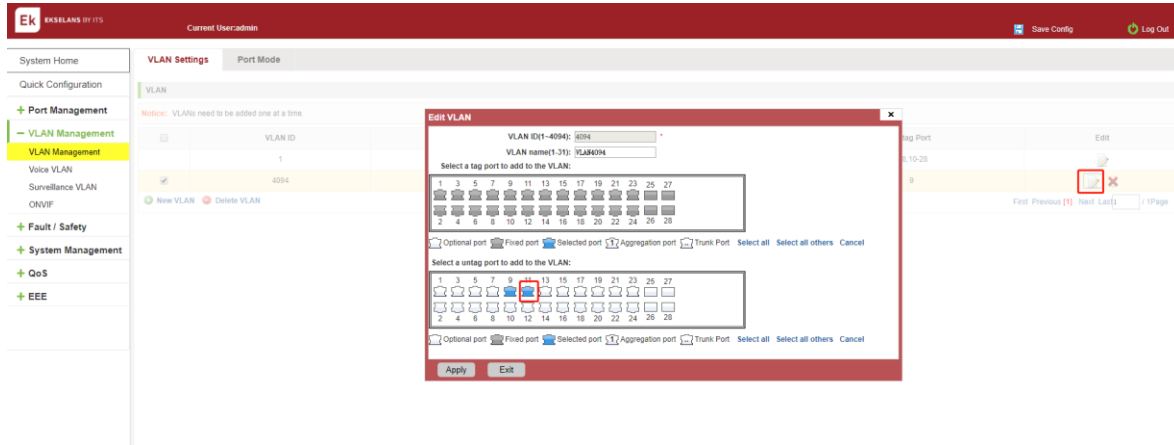 Ek EKSELANS BY ITS
Current User:admin
Save Config
Log Out
System Home
Quick Configuration
+ Port Management
− VLAN Management
VLAN Management
Voice VLAN
Surveillance VLAN
ONVIF
+ Fault / Safety
+ System Management
+ QoS
+ EEE
VLAN Settings Port Mode
VLAN
Notice: VLANs need to be added one at a time.
VLAN ID tag Port Edit
1 8,10-28
4094 9
New VLAN Delete VLAN
First Previous [1] Next Last 1 / 1Page
Edit VLAN x
VLAN ID(1~4094): 4094 *
VLAN name(1-31): VLAN4094
Select a tag port to add to the VLAN:
1 3 5 7 9 11 13 15 17 19 21 23 25 27
2 4 6 8 10 12 14 16 18 20 22 24 26 28
Optional port Fixed port Selected port 1 Aggregation port Trunk Port Select all Select all others Cancel
Select a untag port to add to the VLAN:
1 3 5 7 9 11 13 15 17 19 21 23 25 27
2 4 6 8 10 12 14 16 18 20 22 24 26 28
Optional port Fixed port Selected port 1 Aggregation port Trunk Port Select all Select all others Cancel
Apply Exit